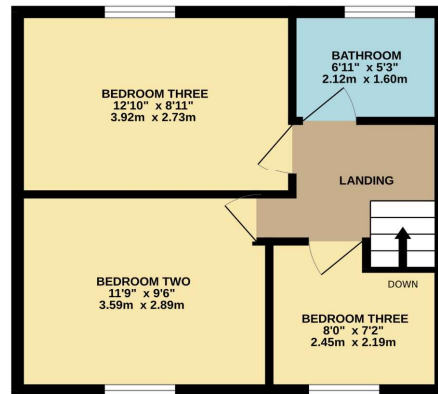 BEDROOM THREE
12'10" x 8'11"
3.92m x 2.73m
BATHROOM
6'11" x 5'3"
2.12m x 1.60m
LANDING
BEDROOM TWO
11'9" x 9'6"
3.59m x 2.89m
DOWN
BEDROOM THREE
8'0" x 7'2"
2.45m x 2.19m